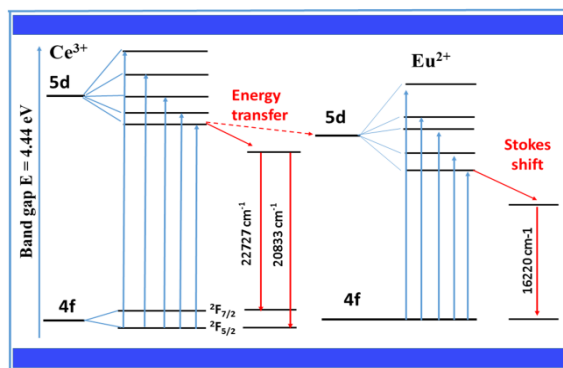 Ce³⁺
5d
Energy
transfer
Eu²⁺
5d
Stokes
shift
Band gap E = 4,44 eV
22727 cm⁻¹
20833 cm⁻¹
16220 cm-1
4f
²F₇/₂
²F₅/₂
4f